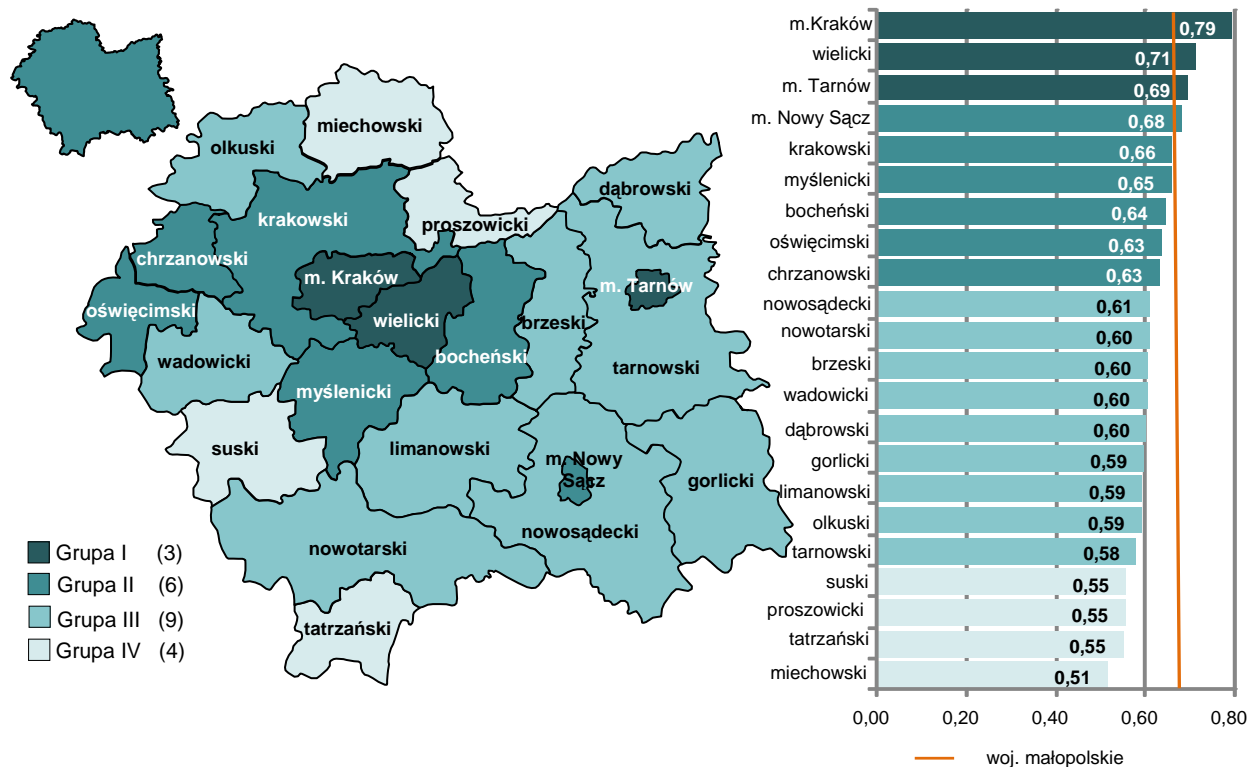 miechowski
olkuski
dąbrowski
krakowski
proszowicki
chrzanowski
m. Kraków
m. Tarnów
oświęcimski
wielicki
brzeski
bocheński
wadowicki
tarnowski
myślenicki
suski
limanowski
m. Nowy
Sącz
gorlicki
nowosądecki
nowotarski
tatrzański
Grupa I (3)
Grupa II (6)
Grupa III (9)
Grupa IV (4)
m.Kraków 0,79
wielicki 0,71
m. Tarnów 0,69
m. Nowy Sącz 0,68
krakowski 0,66
myślenicki 0,65
bocheński 0,64
oświęcimski 0,63
chrzanowski 0,63
nowosądecki 0,61
nowotarski 0,60
brzeski 0,60
wadowicki 0,60
dąbrowski 0,60
gorlicki 0,59
limanowski 0,59
olkuski 0,59
tarnowski 0,58
suski 0,55
proszowicki 0,55
tatrzański 0,55
miechowski 0,51
0,00 0,20 0,40 0,60 0,80
woj. małopolskie